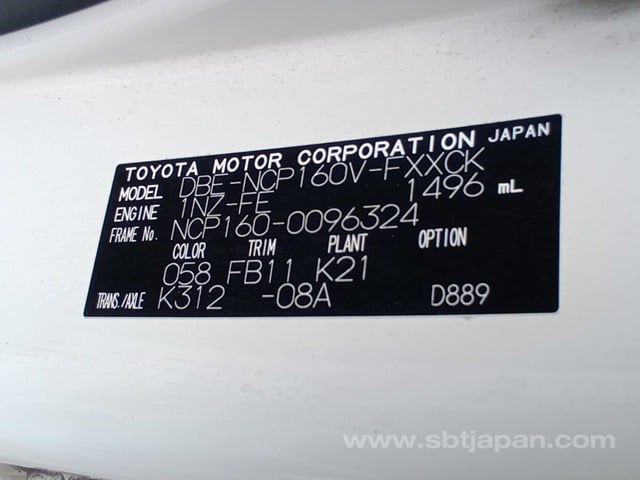 TOYOTA MOTOR CORPORATION JAPAN
MODEL DBE-NCP160V-FXXCK
ENGINE 1NZ-FE 1496 mL
FRAME No. NCP160-0096324
COLOR TRIM PLANT OPTION
058 FB11 K21
TRANS./AXLE K312 -08A D889
www.sbtjapan.com